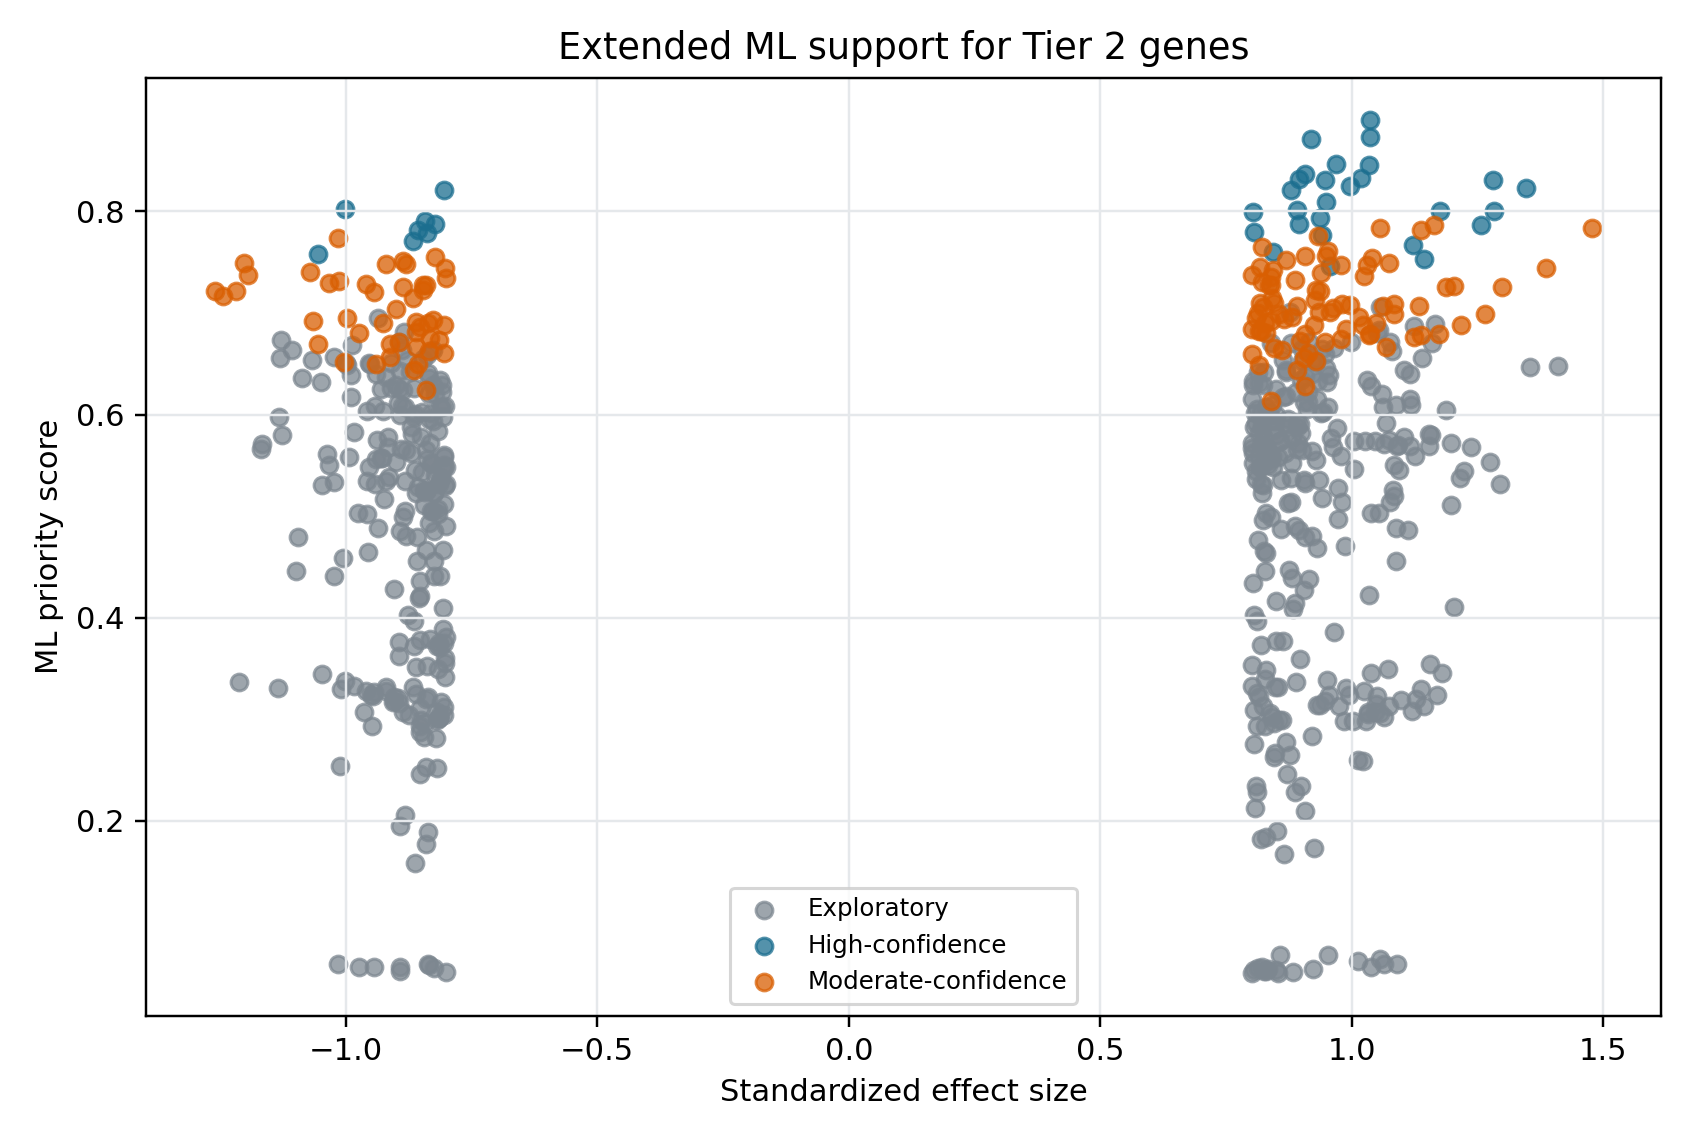 Extended ML support for Tier 2 genes
ML priority score
0.8
0.6
0.4
0.2
Exploratory
High-confidence
Moderate-confidence
−1.0
−0.5
0.0
0.5
1.0
1.5
Standardized effect size